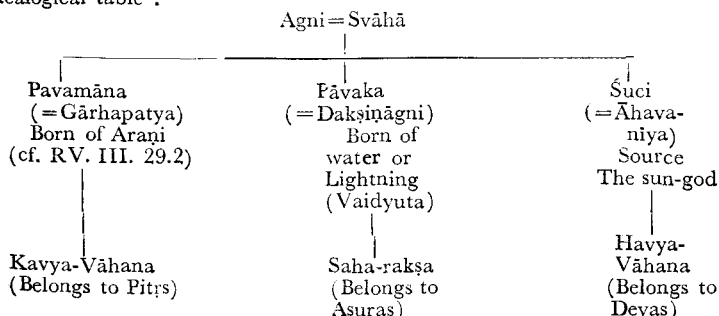 ealogical table :
Agni=Svāhā
Pavamāna
(=Gārhapatya)
Born of Araṇi
(cf. RV. III. 29.2)
Pāvaka
(=Dakṣiṇāgni)
Born of
water or
Lightning
(Vaidyuta)
Śuci
(=Āhava-
niya)
Source
The sun-god
Kavya-Vāhana
(Belongs to Pitṛs)
Saha-rakṣa
(Belongs to
Asuras)
Havya-
Vāhana
(Belongs to
Devas)